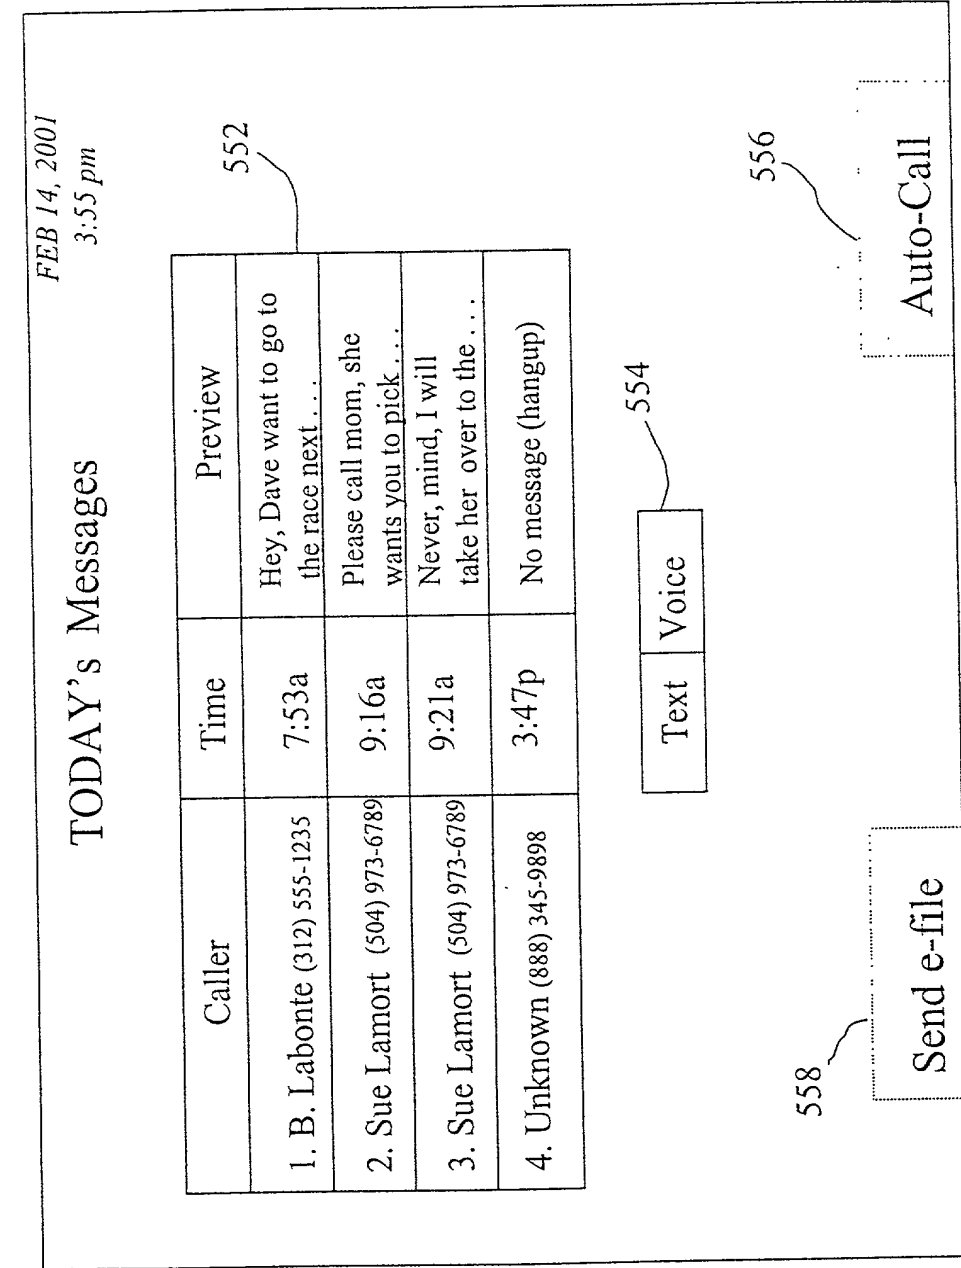 FEB 14, 2001
3:55 pm
TODAY's Messages
552
Caller Time Preview
1. B. Labonte (312) 555-1235 7:53a Hey, Dave want to go to
the race next . . . .
2. Sue Lamort (504) 973-6789 9:16a Please call mom, she
wants you to pick . . . .
3. Sue Lamort (504) 973-6789 9:21a Never, mind, I will
take her over to the . . .
4. Unknown (888) 345-9898 3:47p No message (hangup)
554
Text Voice
558
556
Send e-file
Auto-Call